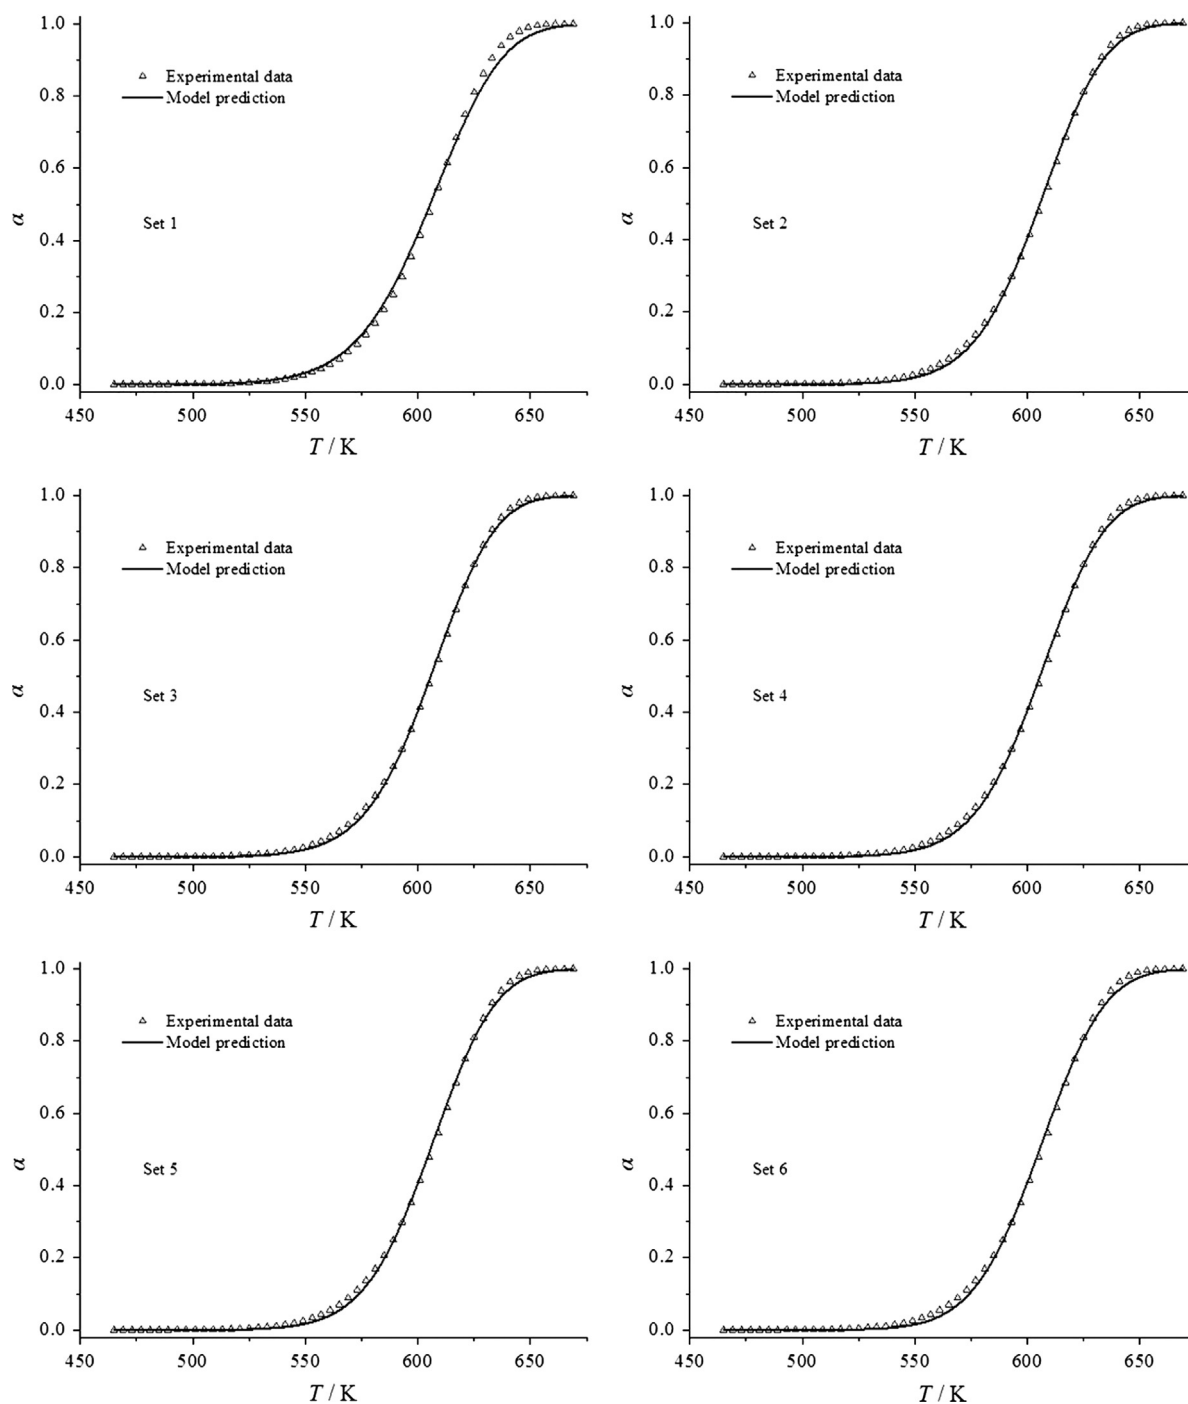 1.0
0.8
0.6
0.4
0.2
0.0
α
Experimental data
Model prediction
Set 1
450 500 550 600 650
T / K
1.0
0.8
0.6
0.4
0.2
0.0
α
Experimental data
Model prediction
Set 2
450 500 550 600 650
T / K
1.0
0.8
0.6
0.4
0.2
0.0
α
Experimental data
Model prediction
Set 3
450 500 550 600 650
T / K
1.0
0.8
0.6
0.4
0.2
0.0
α
Experimental data
Model prediction
Set 4
450 500 550 600 650
T / K
1.0
0.8
0.6
0.4
0.2
0.0
α
Experimental data
Model prediction
Set 5
450 500 550 600 650
T / K
1.0
0.8
0.6
0.4
0.2
0.0
α
Experimental data
Model prediction
Set 6
450 500 550 600 650
T / K